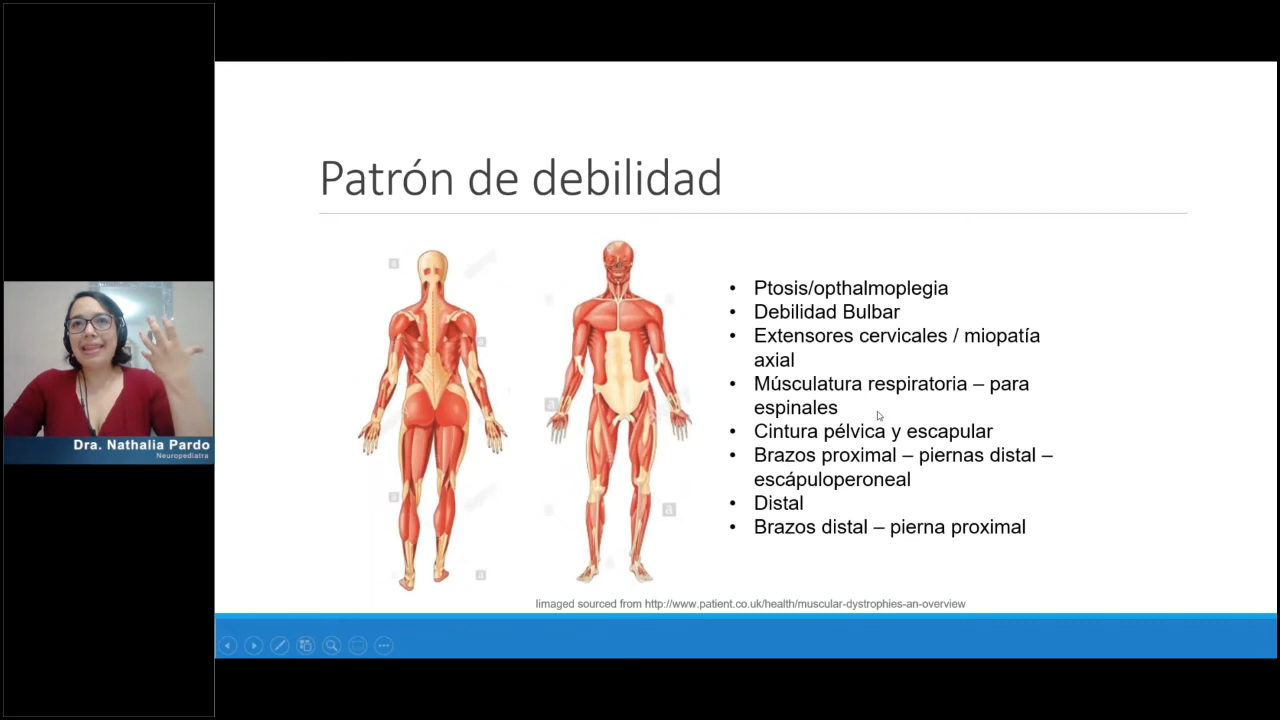 Patrón de debilidad
a
a
a
a
a
a
• Ptosis/opthalmoplegia
• Debilidad Bulbar
• Extensores cervicales / miopatía
axial
• Músculatura respiratoria – para
espinales
• Cintura pélvica y escapular
• Brazos proximal – piernas distal –
escápuloperoneal
• Distal
• Brazos distal – pierna proximal
Iimaged sourced from http://www.patient.co.uk/health/muscular-dystrophies-an-overview
Dra. Nathalia Pardo
Neuropediatra